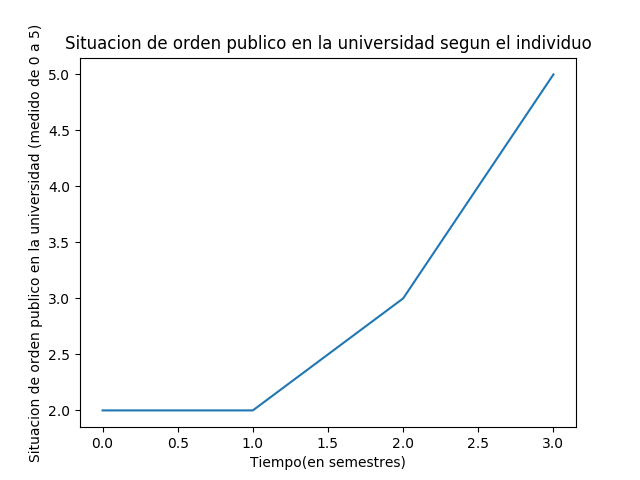 Situacion de orden publico en la universidad segun el individuo
Situacion de orden publico en la universidad (medido de 0 a 5)
5.0
4.5
4.0
3.5
3.0
2.5
2.0
0.0 0.5 1.0 1.5 2.0 2.5 3.0
Tiempo(en semestres)